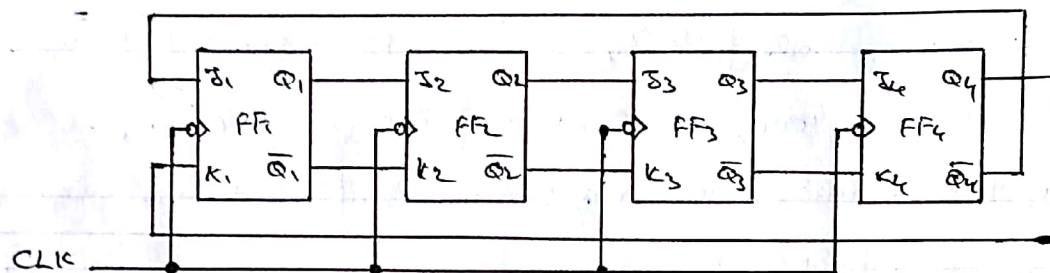 J1 Q1 J2 Q2 J3 Q3 J4 Q4
FF1 FF2 FF3 FF4
K1 Q̅1 K2 Q̅2 K3 Q̅3 K4 Q̅4
CLK